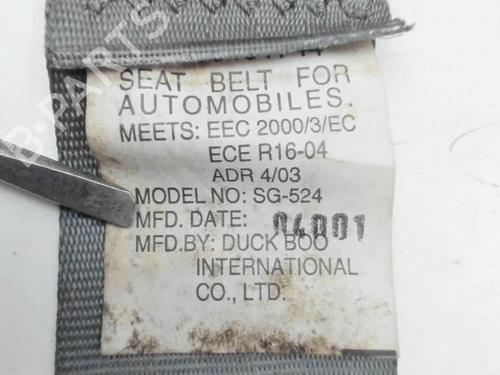 SEAT BELT FOR
AUTOMOBILES.
MEETS: EEC 2000/3/EC
ECE R16-04
ADR 4/03
MODEL NO: SG-524
MFD. DATE: 04001
MFD.BY: DUCK BOO
INTERNATIONAL
CO., LTD.
B-PARTS